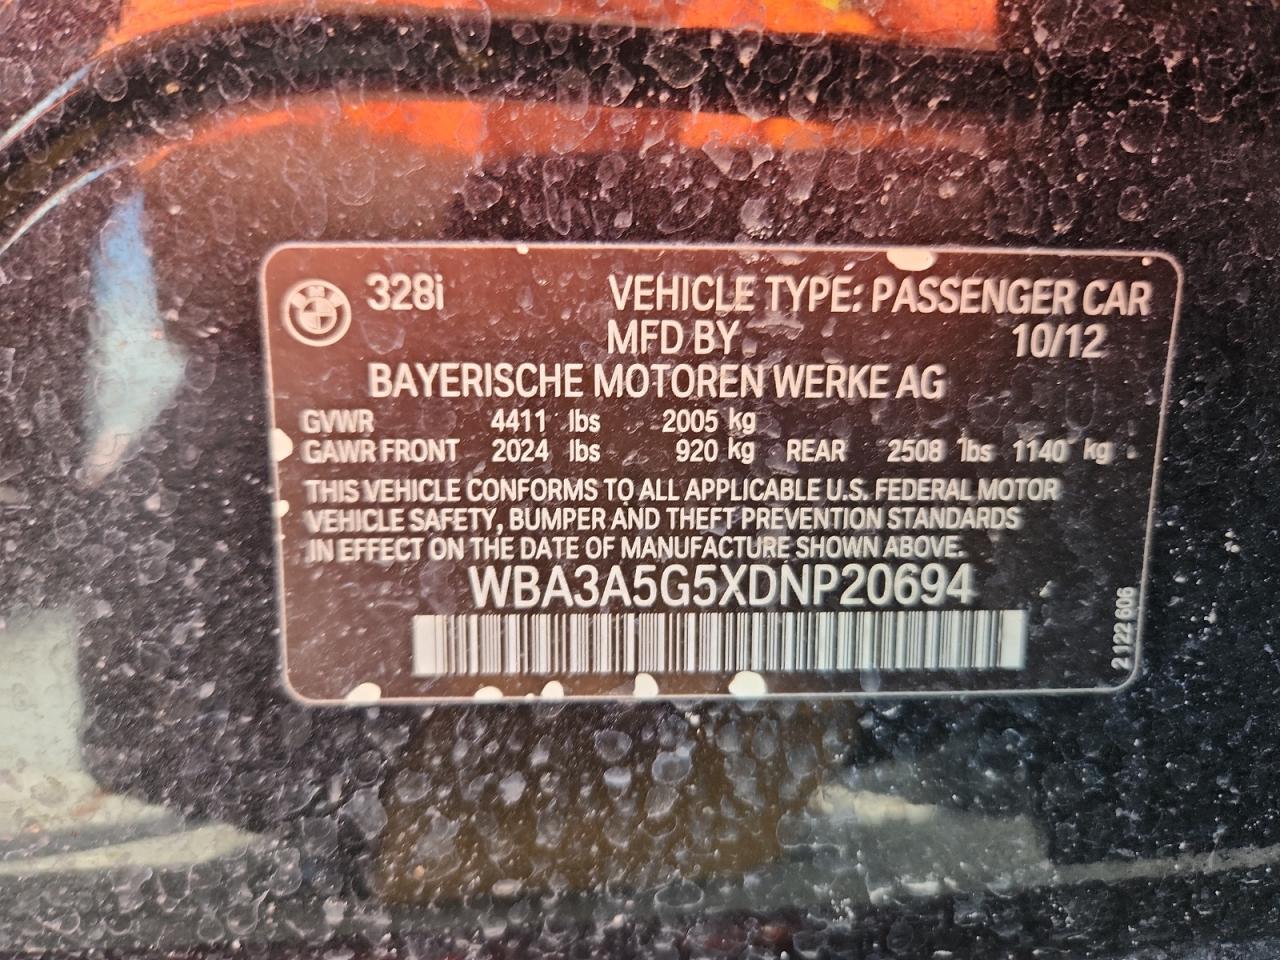 328i VEHICLE TYPE: PASSENGER CAR
MFD BY 10/12
BAYERISCHE MOTOREN WERKE AG
GVWR 4411 lbs 2005 kg
GAWR FRONT 2024 lbs 920 kg REAR 2508 lbs 1140 kg
THIS VEHICLE CONFORMS TO ALL APPLICABLE U.S. FEDERAL MOTOR
VEHICLE SAFETY, BUMPER AND THEFT PREVENTION STANDARDS
IN EFFECT ON THE DATE OF MANUFACTURE SHOWN ABOVE.
WBA3A5G5XDNP20694
2 122 606